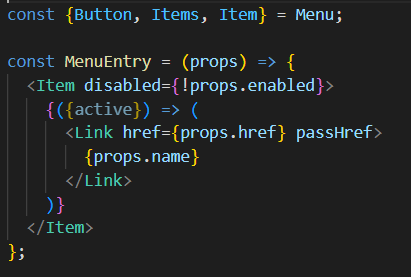 const {Button, Items, Item} = Menu;

const MenuEntry = (props) => {
  <Item disabled={!props.enabled}>
    {({active}) => (
      <Link href={props.href} passHref>
        {props.name}
      </Link>
    )}
  </Item>
};